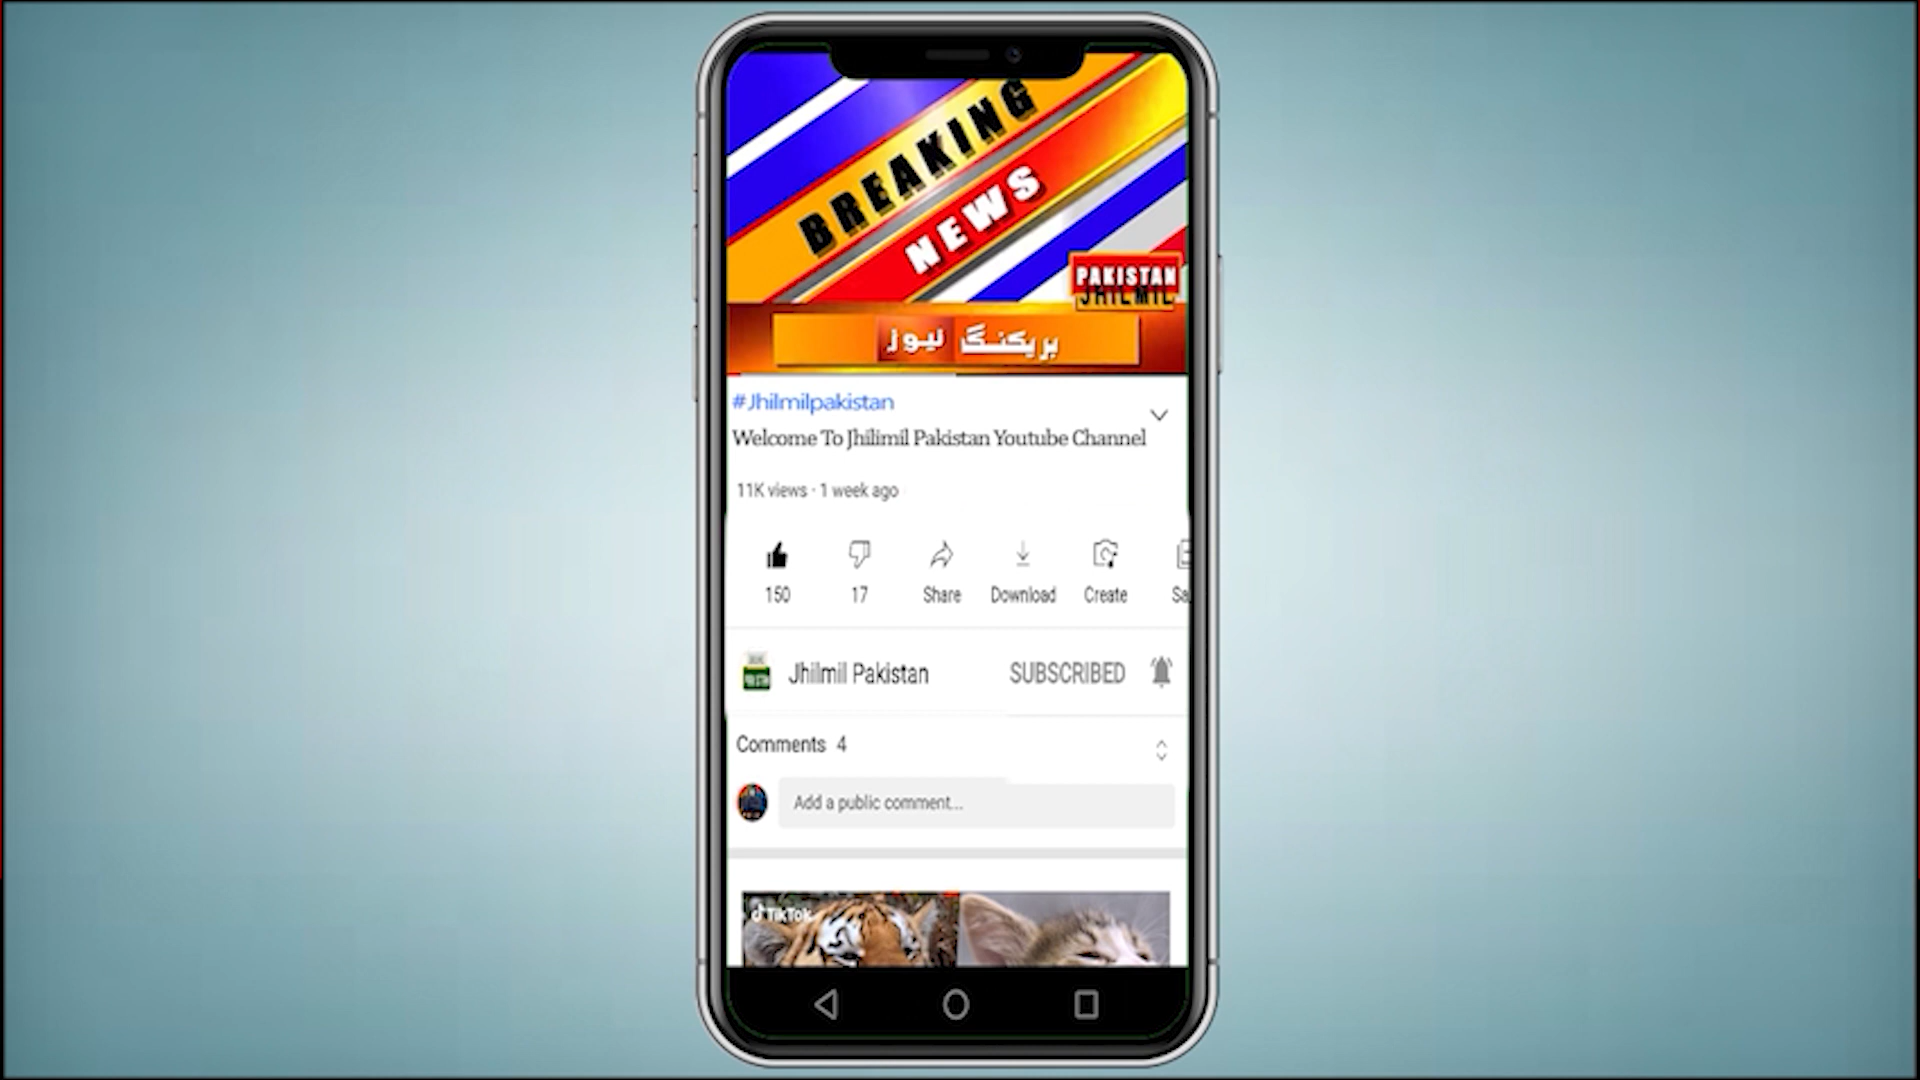 BREAKING
NEWS
PAKISTAN
JHILMIL
بریکنگ نیوز
#Jhilmilpakistan
Welcome To Jhilimil Pakistan Youtube Channel
11K views · 1 week ago
150 17 Share Download Create Sa
Jhilmil Pakistan SUBSCRIBED
Comments 4
Add a public comment...
TikTok